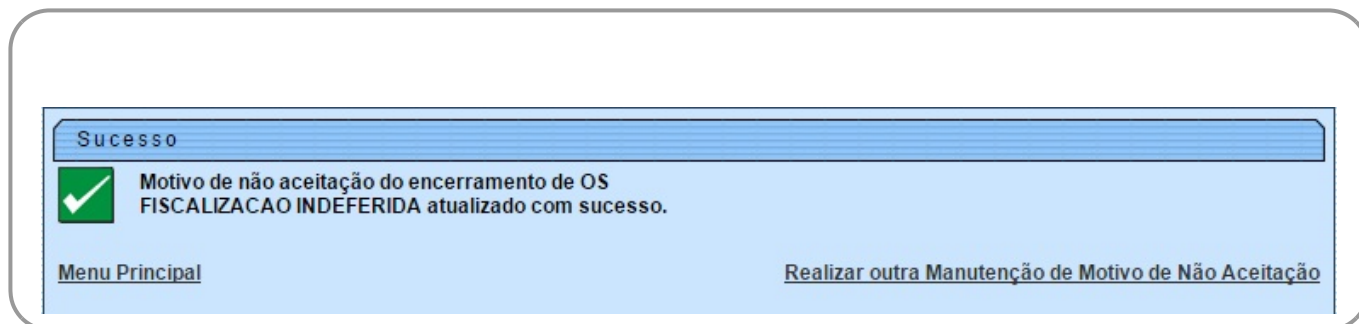 Sucesso
Motivo de não aceitação do encerramento de OS
FISCALIZACAO INDEFERIDA atualizado com sucesso.
Menu Principal
Realizar outra Manutenção de Motivo de Não Aceitação